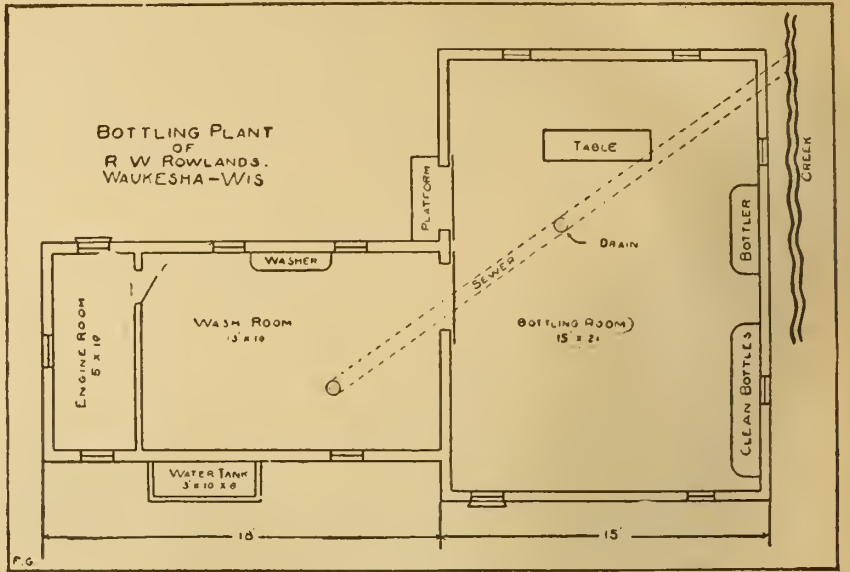 BOTTLING PLANT
OF
R W ROWLANDS.
WAUKESHA-WIS
CREEK
TABLE
PLATFORM
BOTTLER
DRAIN
SEWER
WASHER
ENGINE ROOM
5 X 10
WASH ROOM
13' X 10
BOTTLING ROOM
15' X 21
CLEAN BOTTLES
WATER TANK
3' X 10 X 8
18'
15'
F.G.